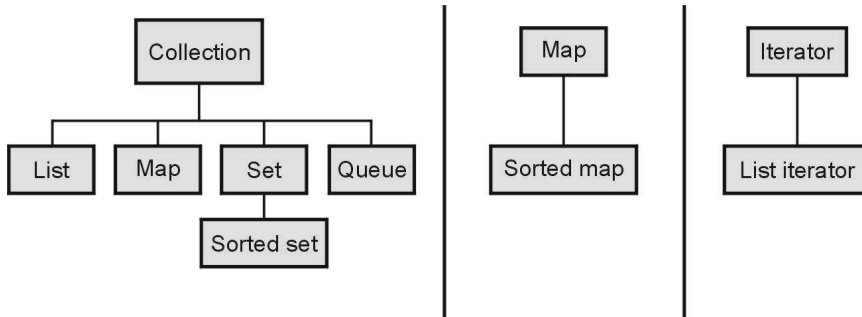 Collection
Map
Iterator
List
Map
Set
Queue
Sorted map
List iterator
Sorted set